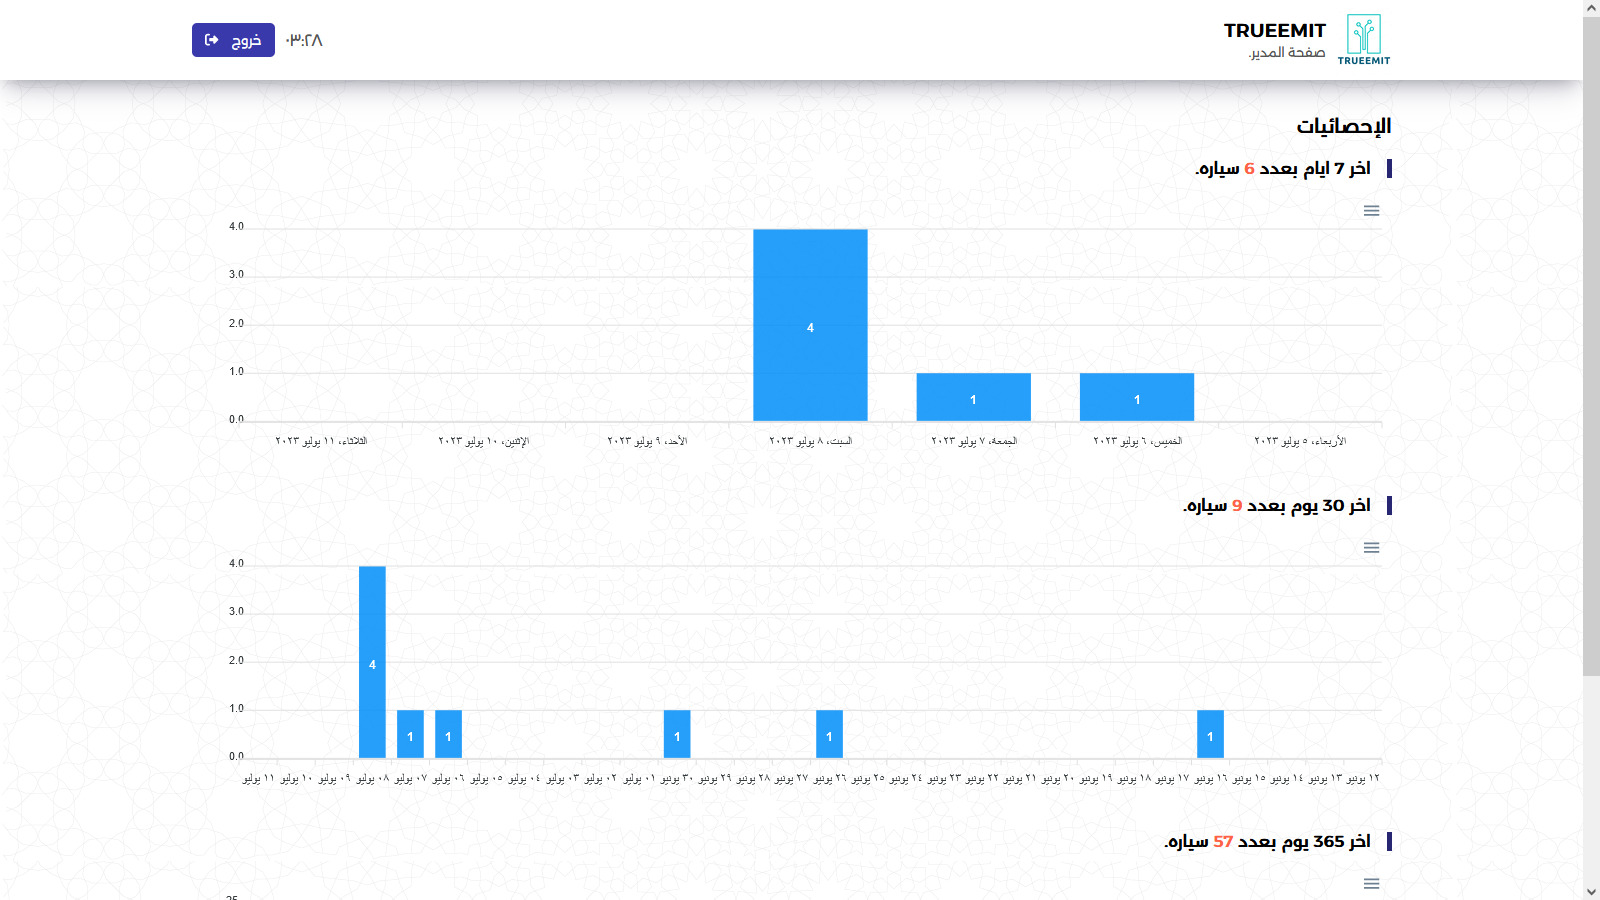 TRUEEMIT
TRUEEMIT
صفحة المدير.
٠٣:٢٨
خروج
الإحصائيات
اخر 7 ايام بعدد 6 سياره.
4.0
3.0
2.0
1.0
0.0
4
1
1
الأربعاء، ٥ يوليو ٢٠٢٣
الخميس، ٦ يوليو ٢٠٢٣
الجمعة، ٧ يوليو ٢٠٢٣
السبت، ٨ يوليو ٢٠٢٣
الأحد، ٩ يوليو ٢٠٢٣
الإثنين، ١٠ يوليو ٢٠٢٣
الثلاثاء، ١١ يوليو ٢٠٢٣
اخر 30 يوم بعدد 9 سياره.
4.0
3.0
2.0
1.0
0.0
4
1
1
1
1
1
١٢ يونيو ١٣ يونيو ١٤ يونيو ١٥ يونيو ١٦ يونيو ١٧ يونيو ١٨ يونيو ١٩ يونيو ٢٠ يونيو ٢١ يونيو ٢٢ يونيو ٢٣ يونيو ٢٤ يونيو ٢٥ يونيو ٢٦ يونيو ٢٧ يونيو ٢٨ يونيو ٢٩ يونيو ٣٠ يونيو ٠١ يوليو ٠٢ يوليو ٠٣ يوليو ٠٤ يوليو ٠٥ يوليو ٠٦ يوليو ٠٧ يوليو ٠٨ يوليو ٠٩ يوليو ١٠ يوليو ١١ يوليو
اخر 365 يوم بعدد 57 سياره.
25